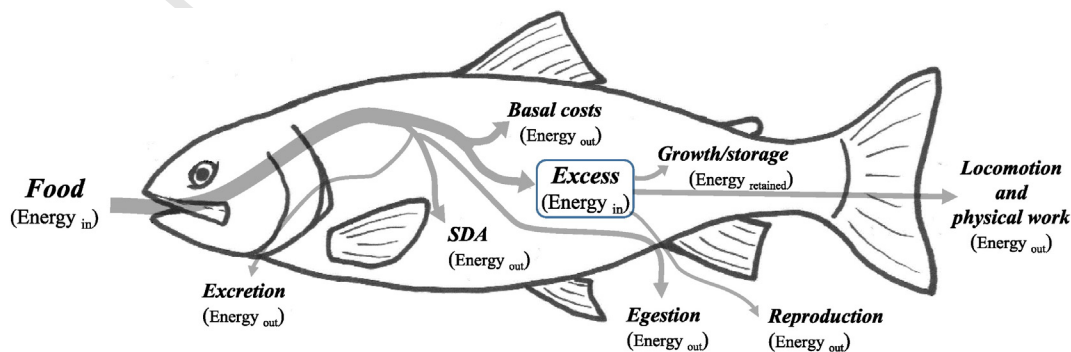 Food
(Energy in)
Basal costs
(Energy out)
Excess
(Energy in)
Growth/storage
(Energy retained)
Locomotion
and
physical work
(Energy out)
SDA
(Energy out)
Excretion
(Energy out)
Egestion
(Energy out)
Reproduction
(Energy out)